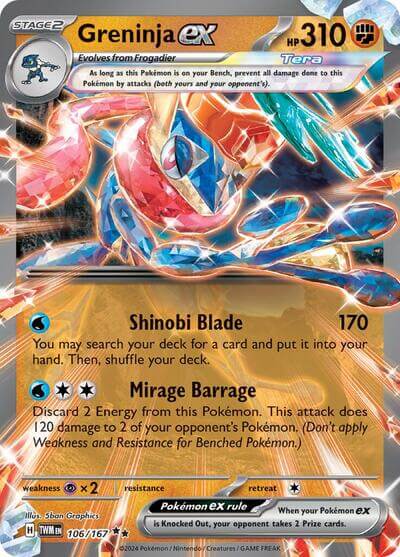 STAGE2 Greninja ex HP310
Evolves from Frogadier Tera
As long as this Pokémon is on your Bench, prevent all damage done to this
Pokémon by attacks (both yours and your opponent's).
Shinobi Blade 170
You may search your deck for a card and put it into
your hand. Then, shuffle your deck.
Mirage Barrage
Discard 2 Energy from this Pokémon. This attack does
120 damage to 2 of your opponent's Pokémon. (Don't apply
Weakness and Resistance for Benched Pokémon.)
weakness ×2 resistance retreat
Illus. 5ban Graphics
H TWM EN 106/167
Pokémon ex rule When your Pokémon ex
is Knocked Out, your opponent takes 2 Prize cards.
©2024 Pokémon / Nintendo / Creatures / GAME FREAK